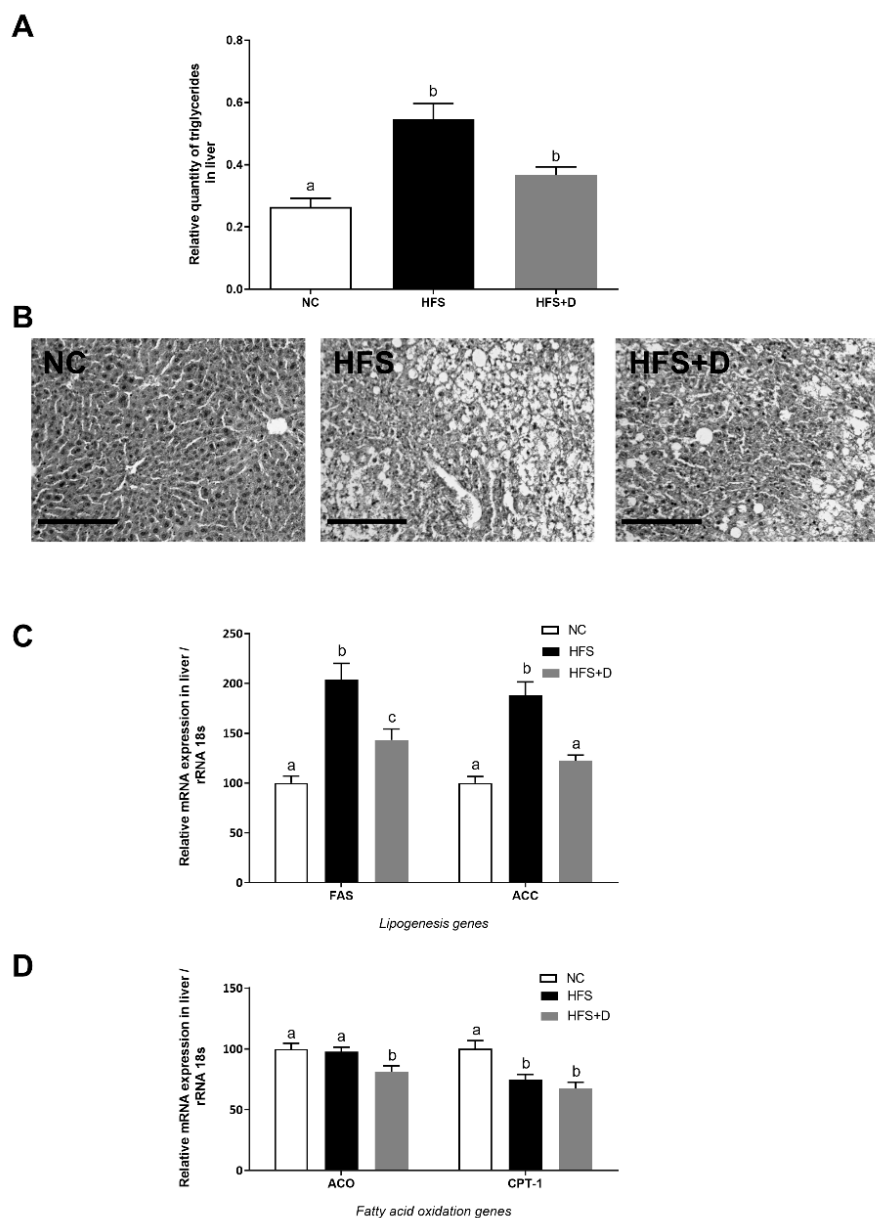 A
Relative quantity of triglycerides
in liver
0.8
0.6
0.4
0.2
0.0
a
b
b
NC
HFS
HFS+D
B
NC
HFS
HFS+D
C
Relative mRNA expression in liver /
rRNA 18s
250
200
150
100
50
0
NC
HFS
HFS+D
a
b
c
a
b
a
FAS
ACC
Lipogenesis genes
D
Relative mRNA expression in liver /
rRNA 18s
150
100
50
0
NC
HFS
HFS+D
a
a
b
a
b
b
ACO
CPT-1
Fatty acid oxidation genes